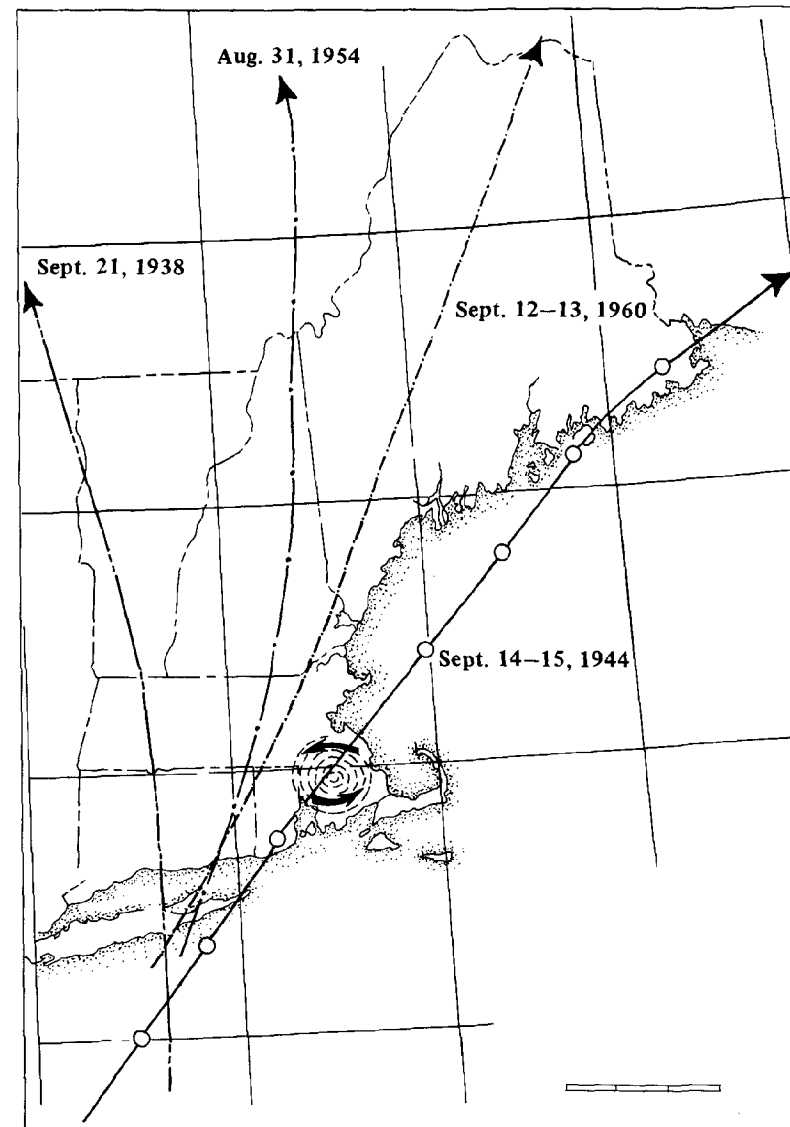 Aug. 31, 1954
Sept. 21, 1938
Sept. 12–13, 1960
Sept. 14–15, 1944